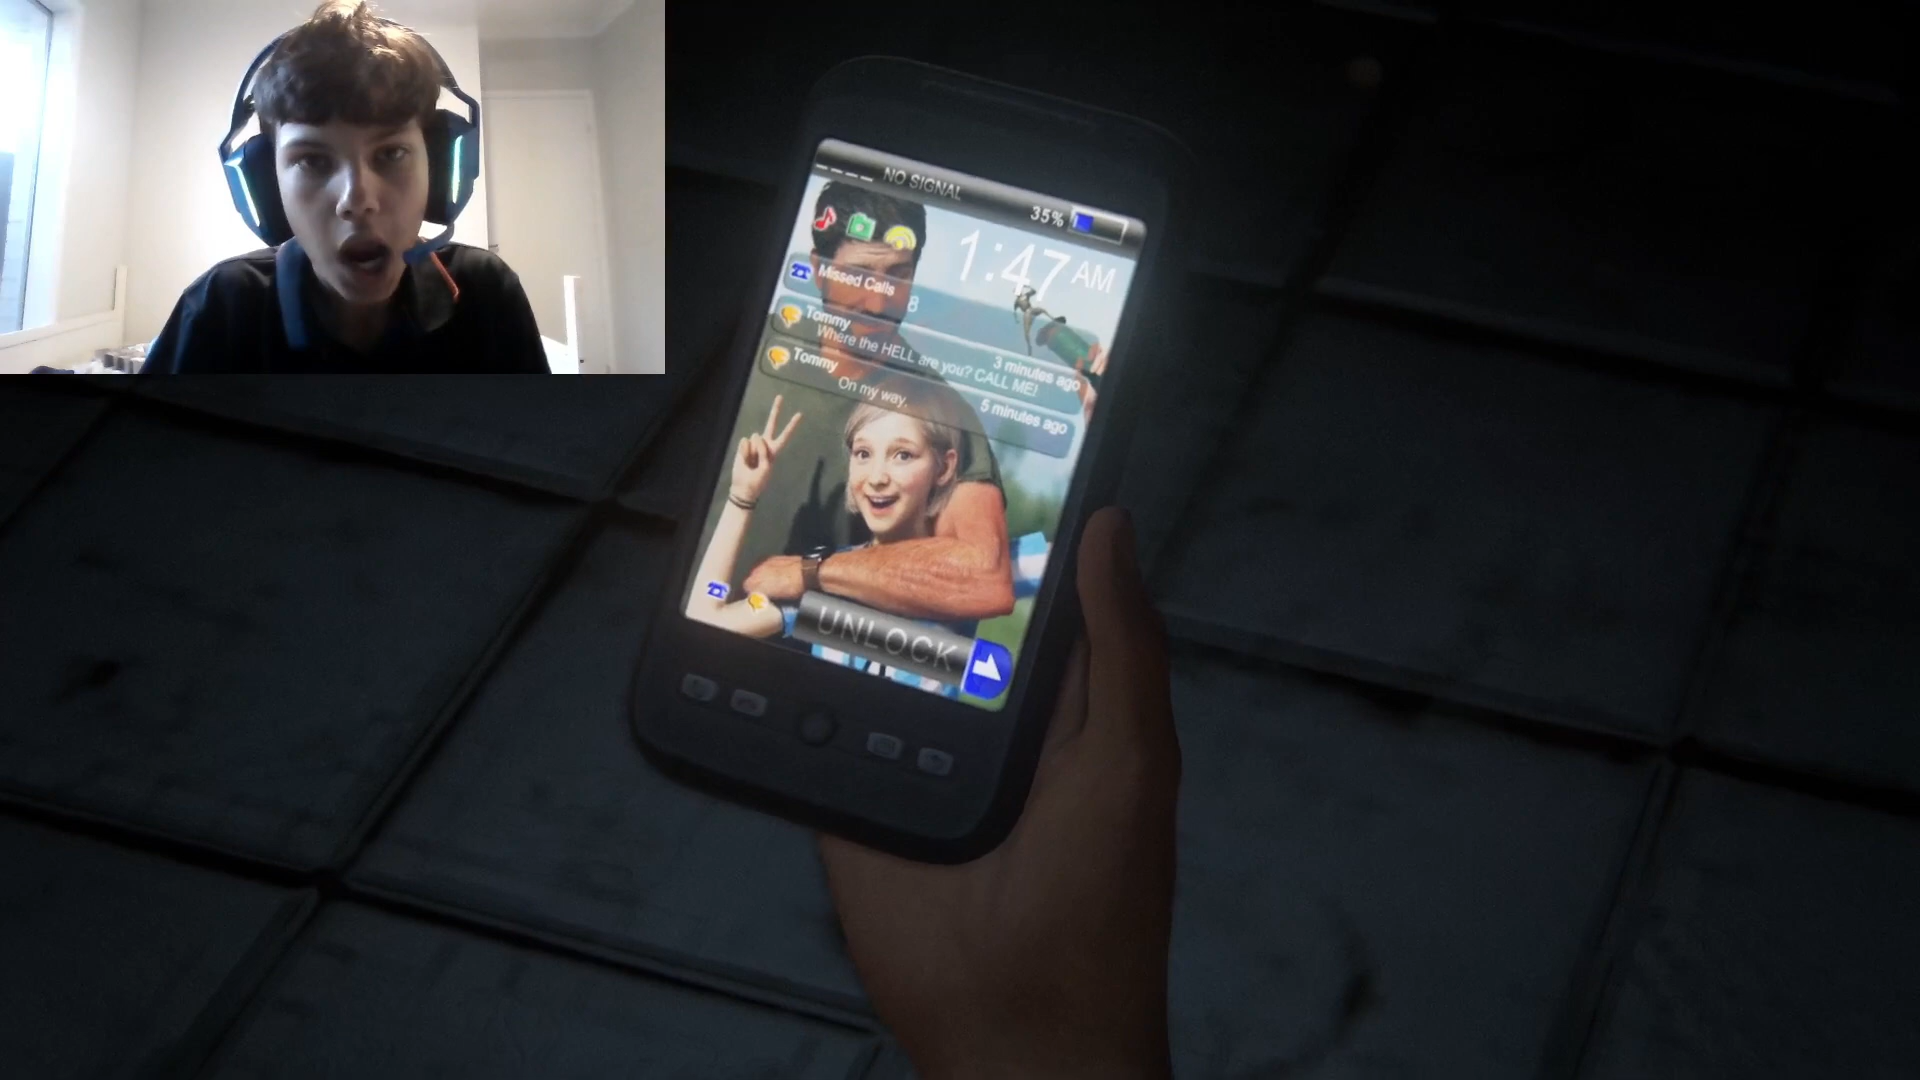 NO SIGNAL
35%
1:47 AM
Missed Calls
8
Tommy
3 minutes ago
Where the HELL are you? CALL ME!
Tommy
5 minutes ago
On my way.
UNLOCK